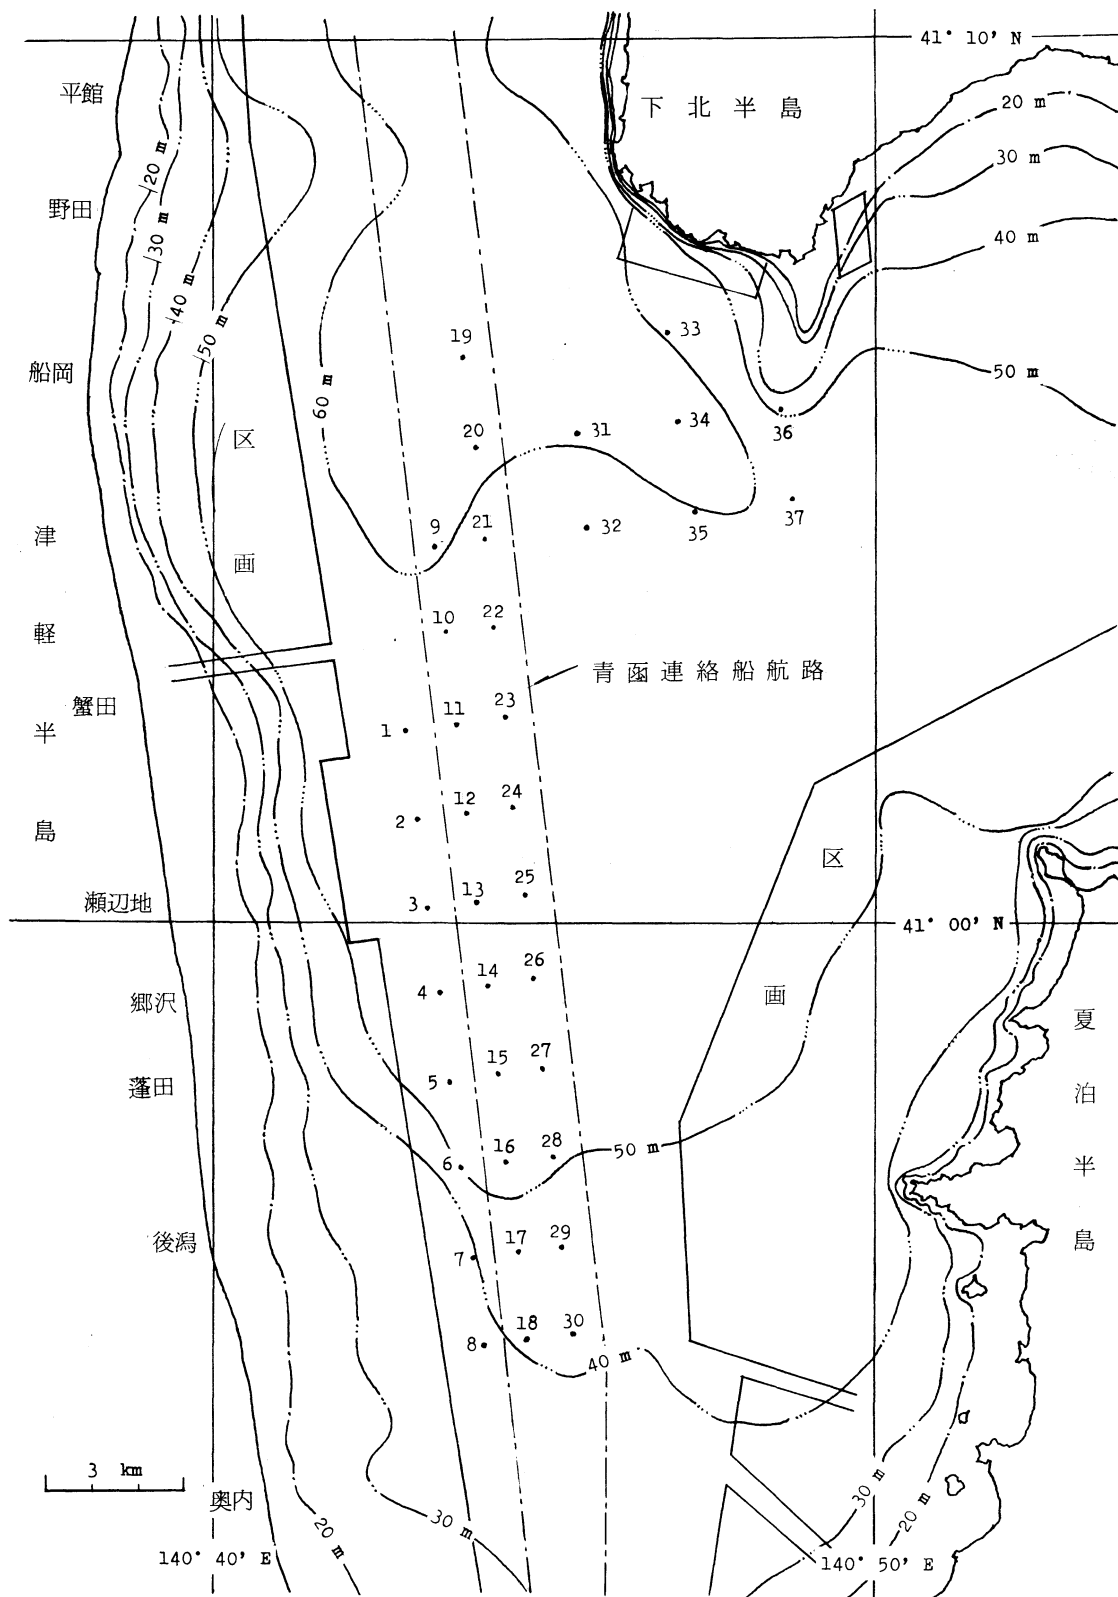 41° 10' N
平館
下北半島
20 m
30 m
40 m
50 m
野田
20 m
30 m
40 m
50 m
60 m
船岡
区画
19
20
31
33
34
36
9
21
32
35
37
10
22
青函連絡船航路
津軽半島
蟹田
1
11
23
2
12
24
3
13
25
瀬辺地
41° 00' N
区画
4
14
26
郷沢
5
15
27
蓬田
6
16
28
50 m
夏泊半島
後潟
7
17
29
8
18
30
40 m
3 km
奥内
20 m
30 m
30 m
20 m
140° 40' E
140° 50' E